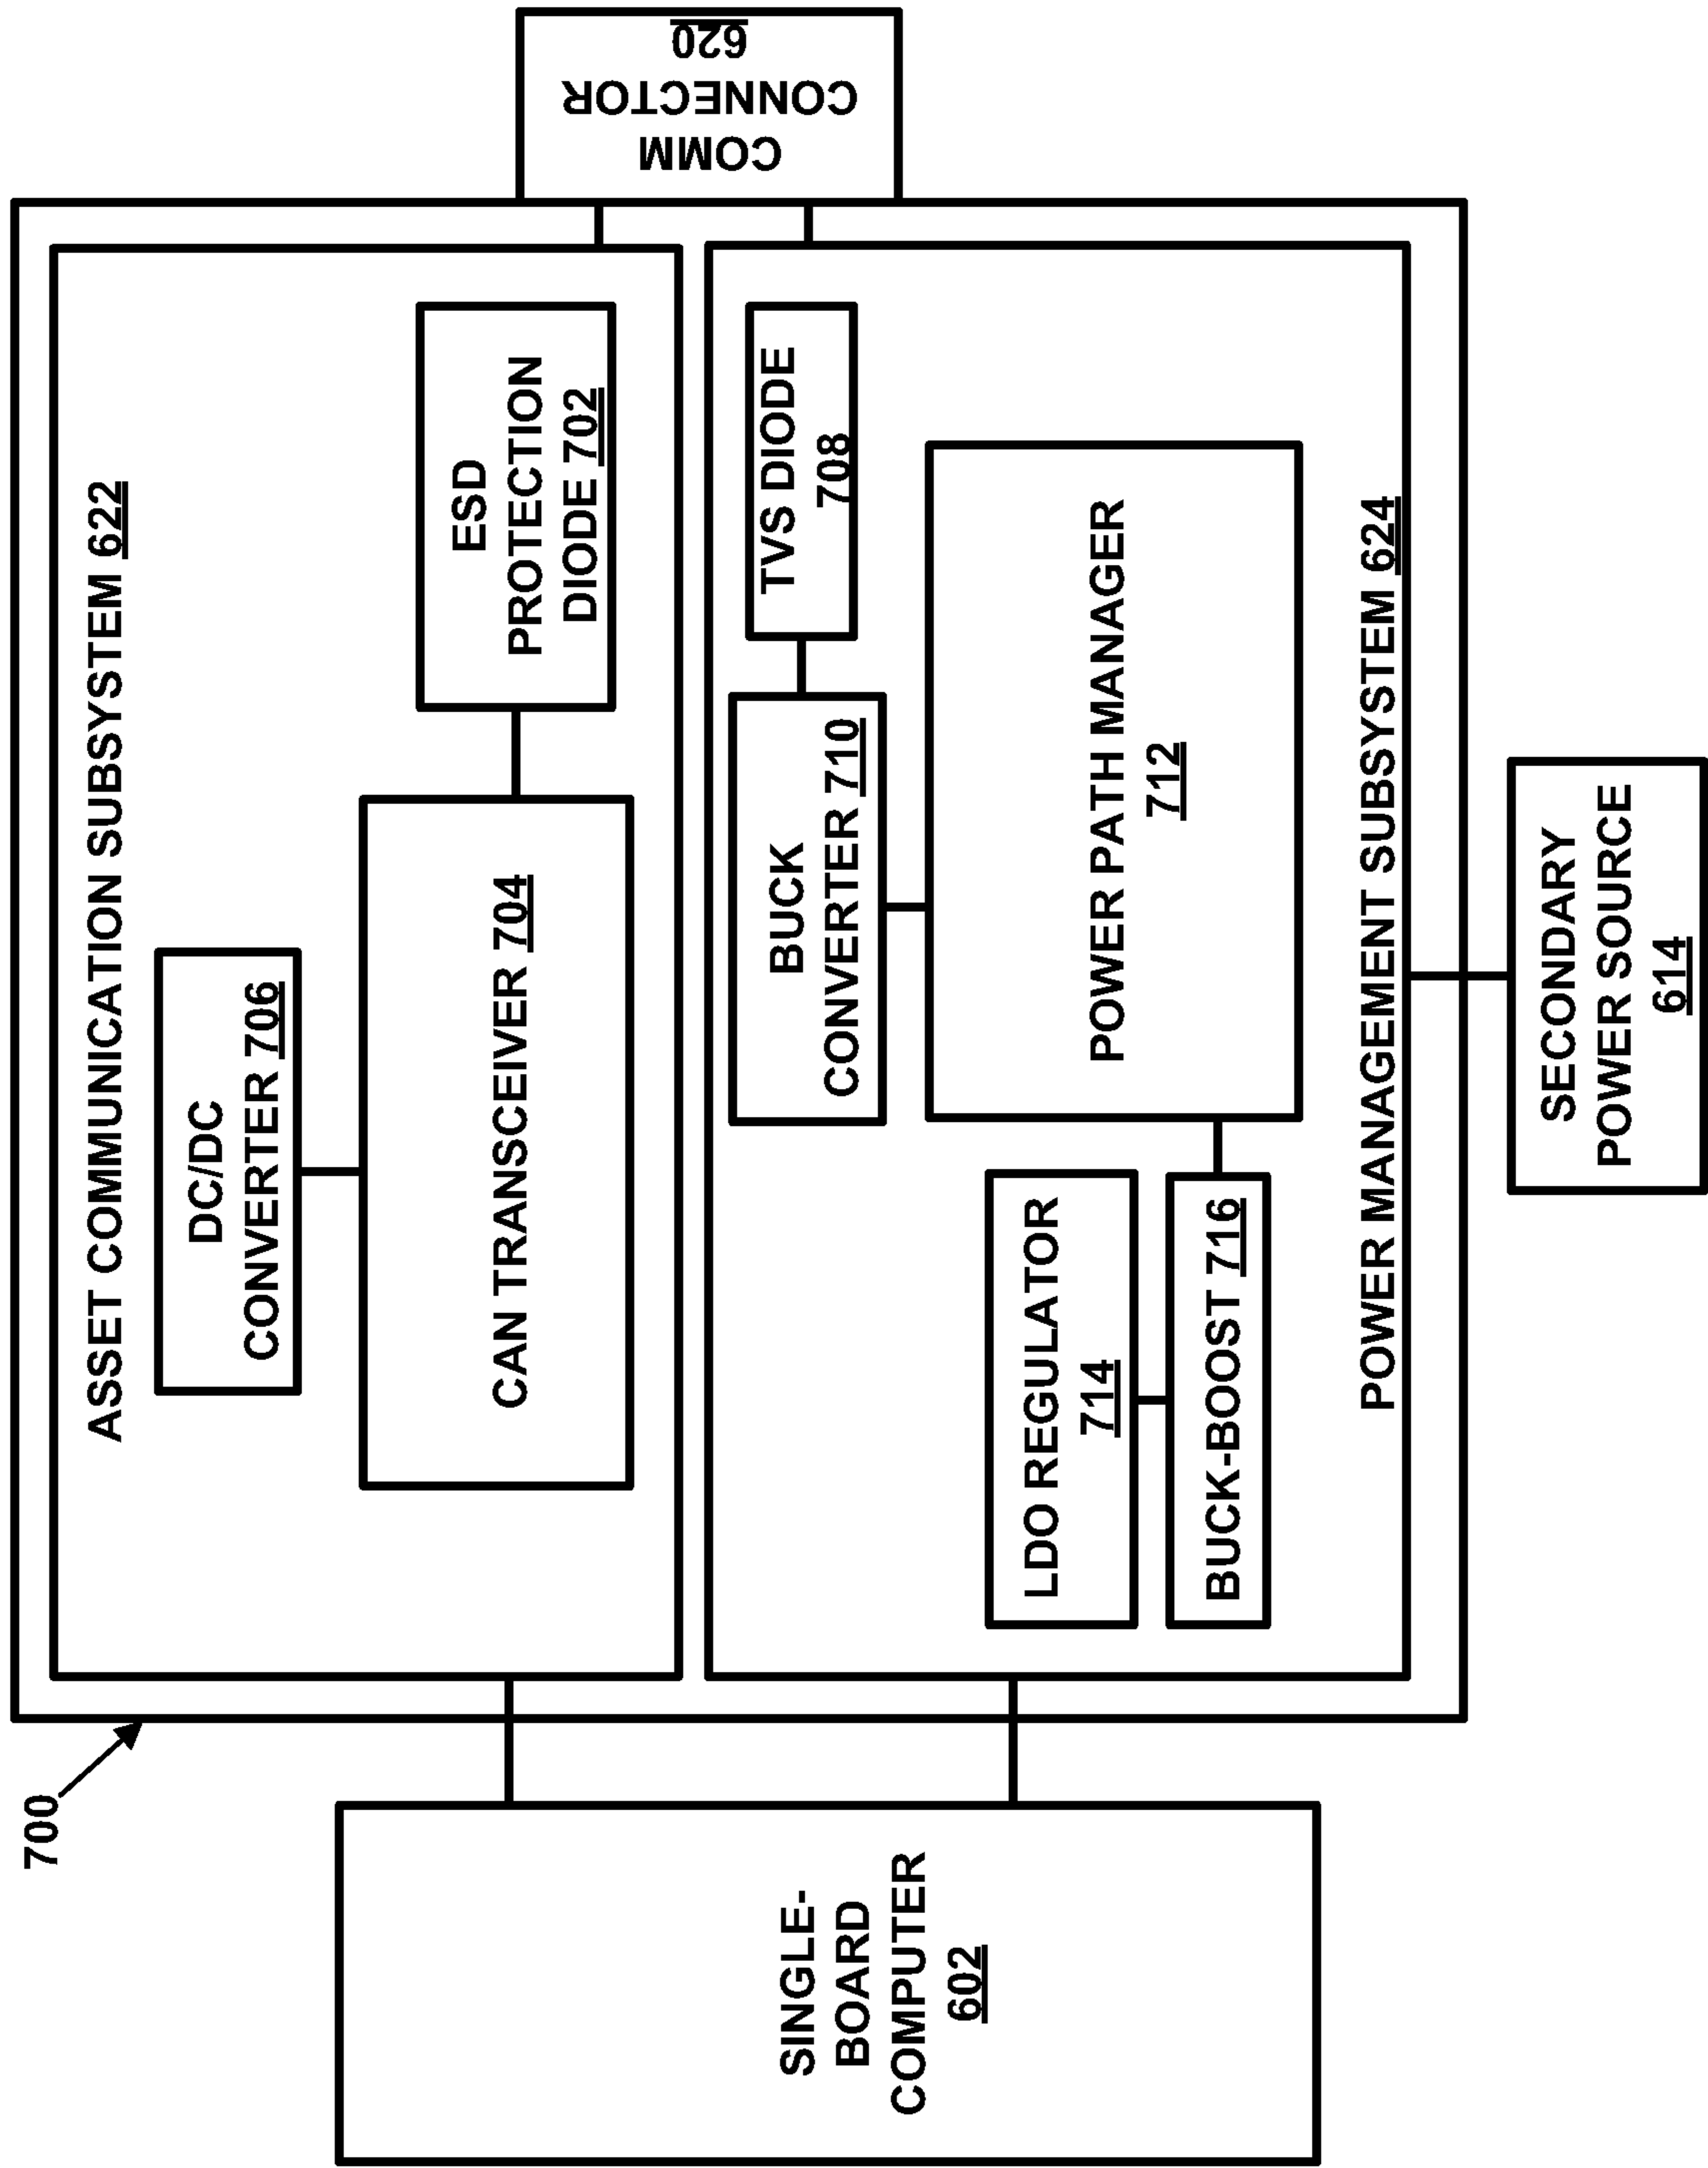 700
ASSET COMMUNICATION SUBSYSTEM 622
DC/DC
CONVERTER 706
CAN TRANSCEIVER 704
ESD
PROTECTION
DIODE 702
COMM
CONNECTOR
620
SINGLE-
BOARD
COMPUTER
602
TVS DIODE
708
BUCK
CONVERTER 710
POWER PATH MANAGER
712
LDO REGULATOR
714
BUCK-BOOST 716
POWER MANAGEMENT SUBSYSTEM 624
SECONDARY
POWER SOURCE
614